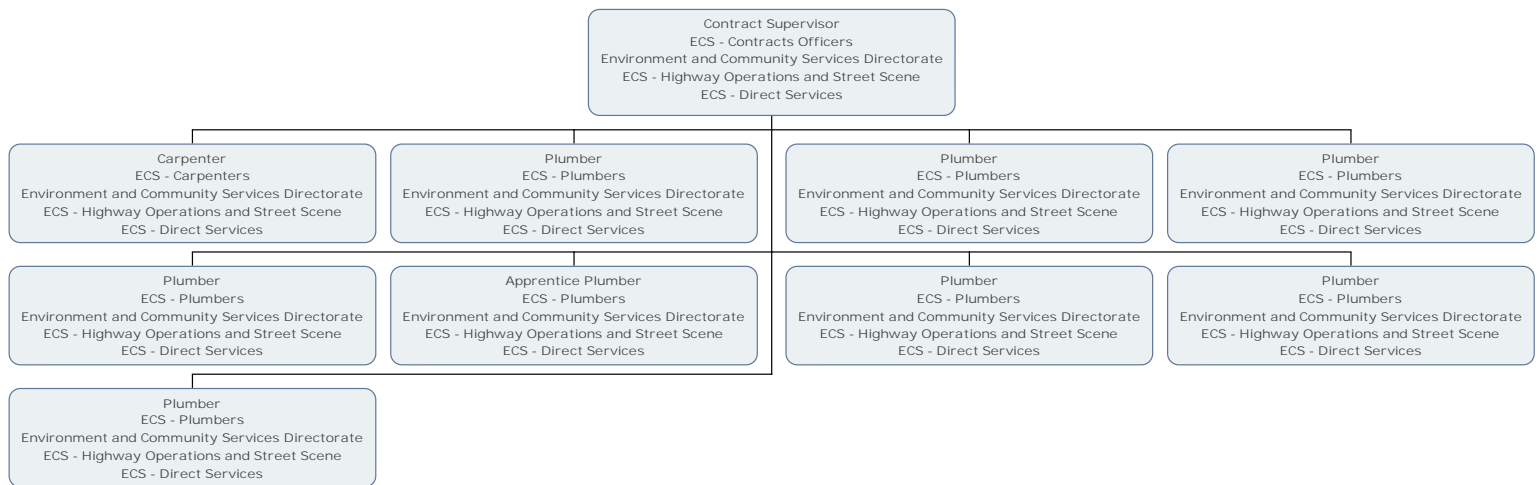 Contract Supervisor
ECS - Contracts Officers
Environment and Community Services Directorate
ECS - Highway Operations and Street Scene
ECS - Direct Services
Carpenter
ECS - Carpenters
Environment and Community Services Directorate
ECS - Highway Operations and Street Scene
ECS - Direct Services
Plumber
ECS - Plumbers
Environment and Community Services Directorate
ECS - Highway Operations and Street Scene
ECS - Direct Services
Plumber
ECS - Plumbers
Environment and Community Services Directorate
ECS - Highway Operations and Street Scene
ECS - Direct Services
Plumber
ECS - Plumbers
Environment and Community Services Directorate
ECS - Highway Operations and Street Scene
ECS - Direct Services
Plumber
ECS - Plumbers
Environment and Community Services Directorate
ECS - Highway Operations and Street Scene
ECS - Direct Services
Apprentice Plumber
ECS - Plumbers
Environment and Community Services Directorate
ECS - Highway Operations and Street Scene
ECS - Direct Services
Plumber
ECS - Plumbers
Environment and Community Services Directorate
ECS - Highway Operations and Street Scene
ECS - Direct Services
Plumber
ECS - Plumbers
Environment and Community Services Directorate
ECS - Highway Operations and Street Scene
ECS - Direct Services
Plumber
ECS - Plumbers
Environment and Community Services Directorate
ECS - Highway Operations and Street Scene
ECS - Direct Services